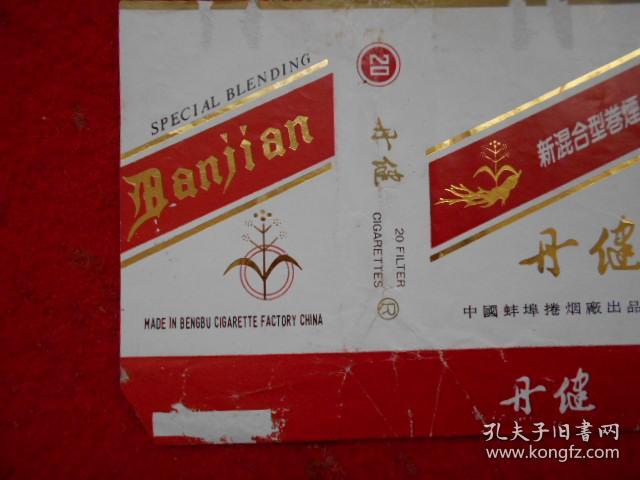 SPECIAL BLENDING
Danjian
MADE IN BENGBU CIGARETTE FACTORY CHINA
20
丹健
20 FILTER
CIGARETTES
R
新混合型卷烟
丹健
中國蚌埠捲烟廠出品
丹健
孔夫子旧书网
www.kongfz.com